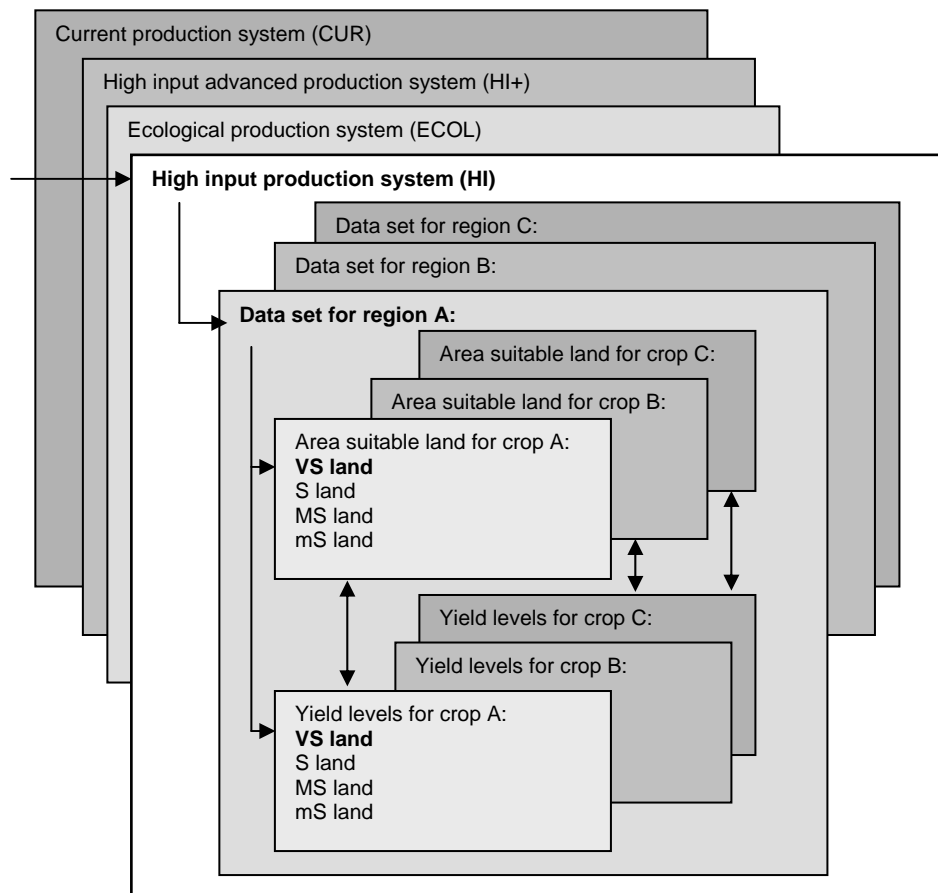 Current production system (CUR)
High input advanced production system (HI+)
Ecological production system (ECOL)
High input production system (HI)
Data set for region C:
Data set for region B:
Data set for region A:
Area suitable land for crop C:
Area suitable land for crop B:
Area suitable land for crop A:
VS land
S land
MS land
mS land
Yield levels for crop C:
Yield levels for crop B:
Yield levels for crop A:
VS land
S land
MS land
mS land